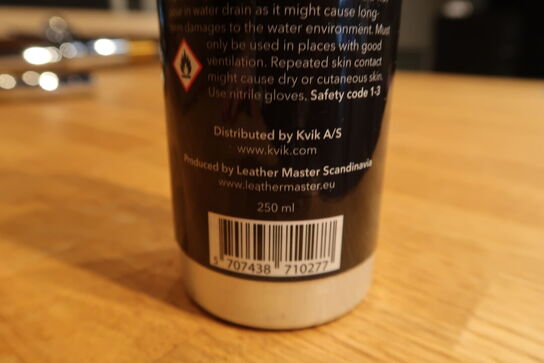 pour in water drain as it might cause long-
term damages to the water environment. Must
only be used in places with good
ventilation. Repeated skin contact
might cause dry or cutaneous skin.
Use nitrile gloves. Safety code 1-3
Distributed by Kvik A/S
www.kvik.com
Produced by Leather Master Scandinavia
www.leathermaster.eu
250 ml
5 707438 710277